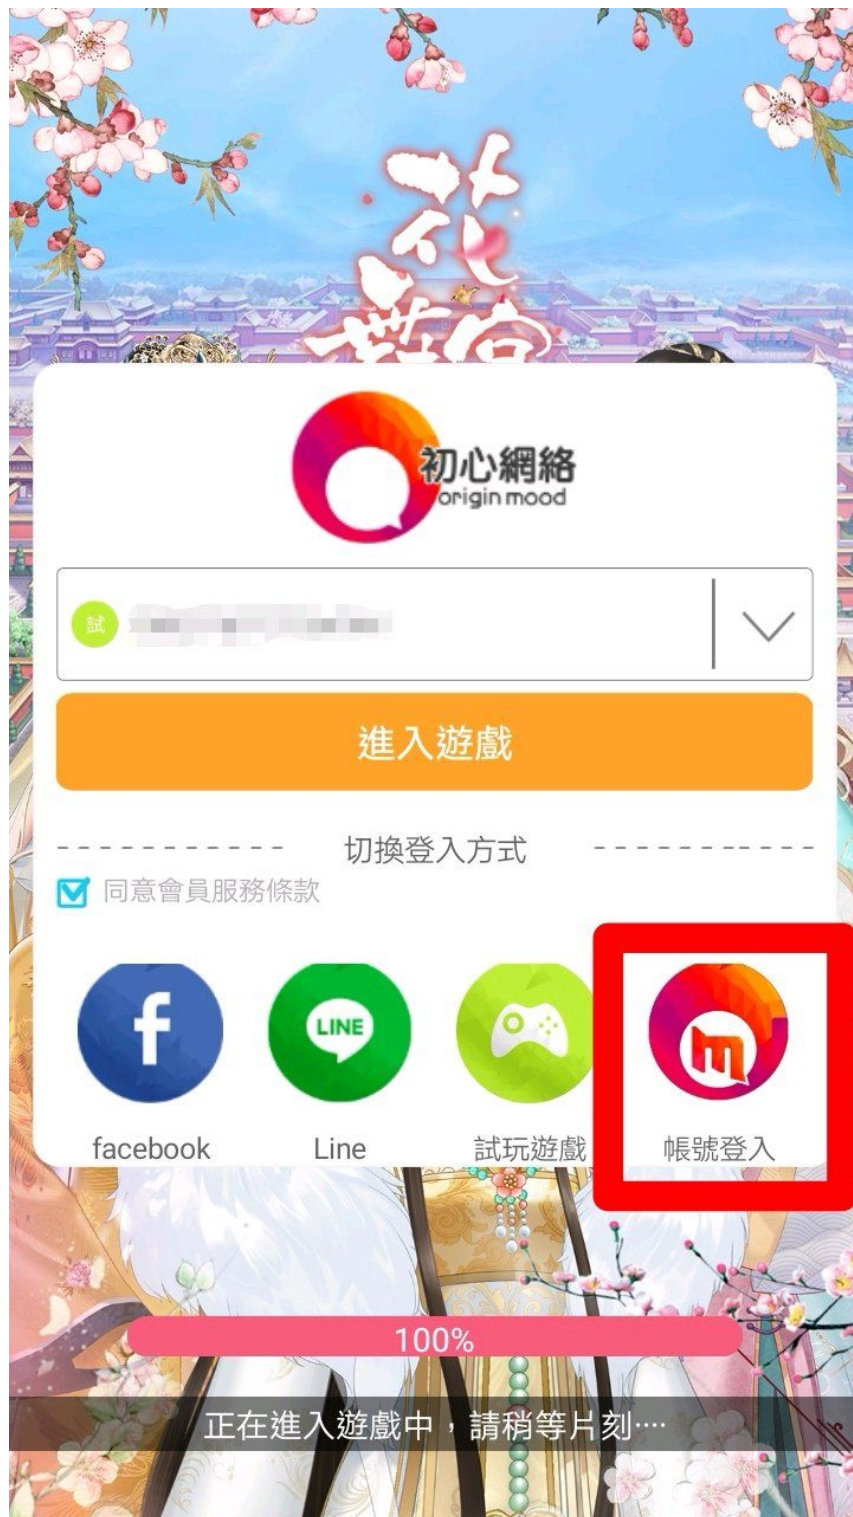 花
舞宮
初心網絡
origin mood
試
進入遊戲
切換登入方式
同意會員服務條款
f
LINE
m
facebook
Line
試玩遊戲
帳號登入
100%
正在進入遊戲中，請稍等片刻····